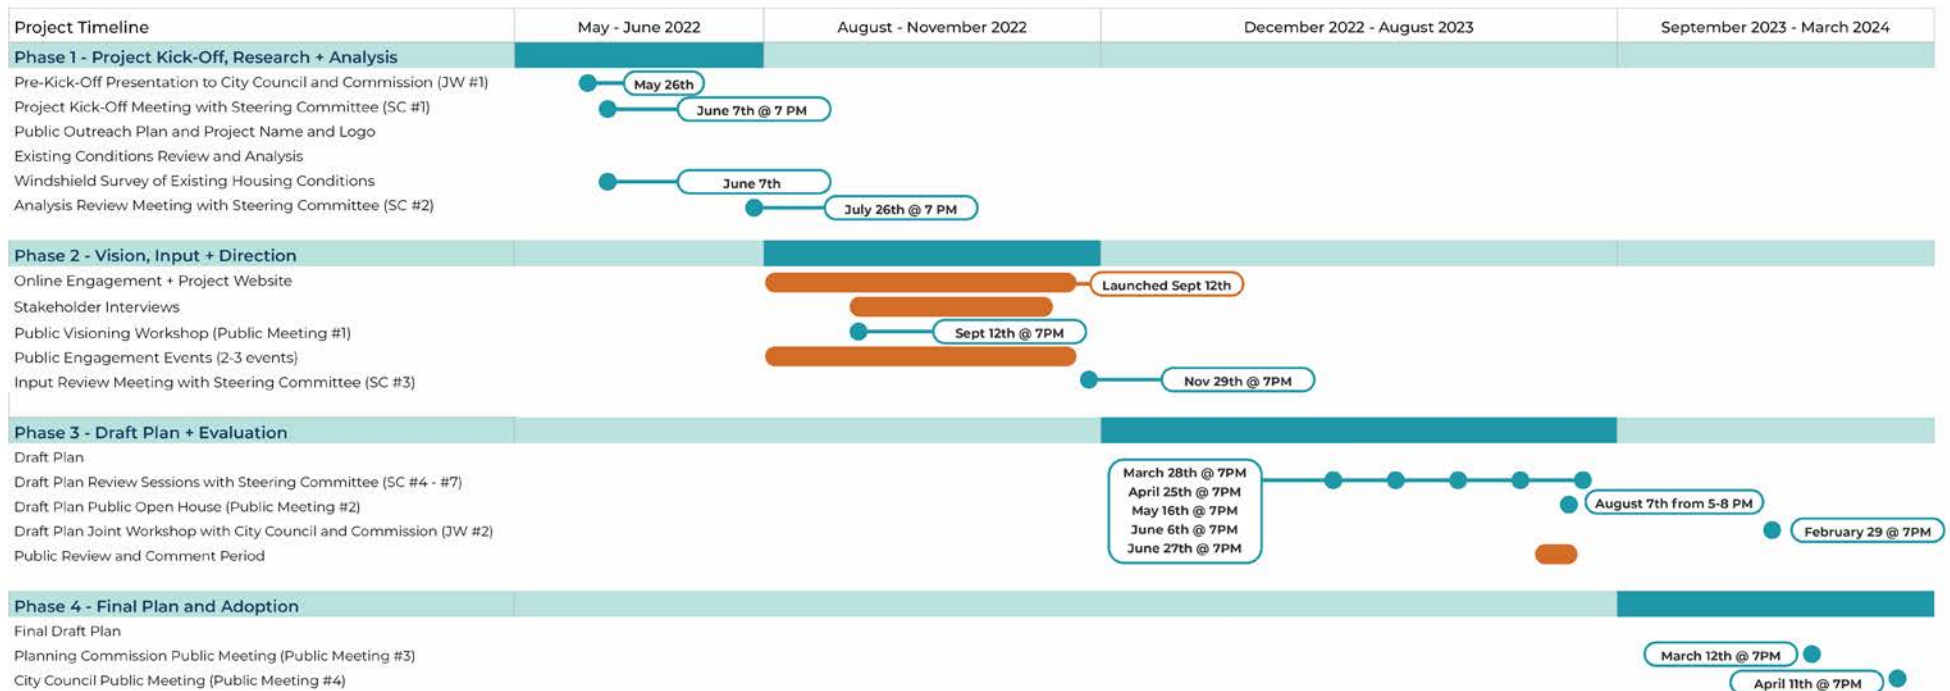 Project Timeline May - June 2022 August - November 2022 December 2022 - August 2023 September 2023 - March 2024
Phase 1 - Project Kick-Off, Research + Analysis
Pre-Kick-Off Presentation to City Council and Commission (JW #1) May 26th
Project Kick-Off Meeting with Steering Committee (SC #1) June 7th @ 7 PM
Public Outreach Plan and Project Name and Logo
Existing Conditions Review and Analysis
Windshield Survey of Existing Housing Conditions June 7th
Analysis Review Meeting with Steering Committee (SC #2) July 26th @ 7 PM
Phase 2 - Vision, Input + Direction
Online Engagement + Project Website Launched Sept 12th
Stakeholder Interviews
Public Visioning Workshop (Public Meeting #1) Sept 12th @ 7PM
Public Engagement Events (2-3 events)
Input Review Meeting with Steering Committee (SC #3) Nov 29th @ 7PM
Phase 3 - Draft Plan + Evaluation
Draft Plan
Draft Plan Review Sessions with Steering Committee (SC #4 - #7)
March 28th @ 7PM
April 25th @ 7PM
May 16th @ 7PM
June 6th @ 7PM
June 27th @ 7PM
Draft Plan Public Open House (Public Meeting #2) August 7th from 5-8 PM
Draft Plan Joint Workshop with City Council and Commission (JW #2) February 29 @ 7PM
Public Review and Comment Period
Phase 4 - Final Plan and Adoption
Final Draft Plan
Planning Commission Public Meeting (Public Meeting #3) March 12th @ 7PM
City Council Public Meeting (Public Meeting #4) April 11th @ 7PM